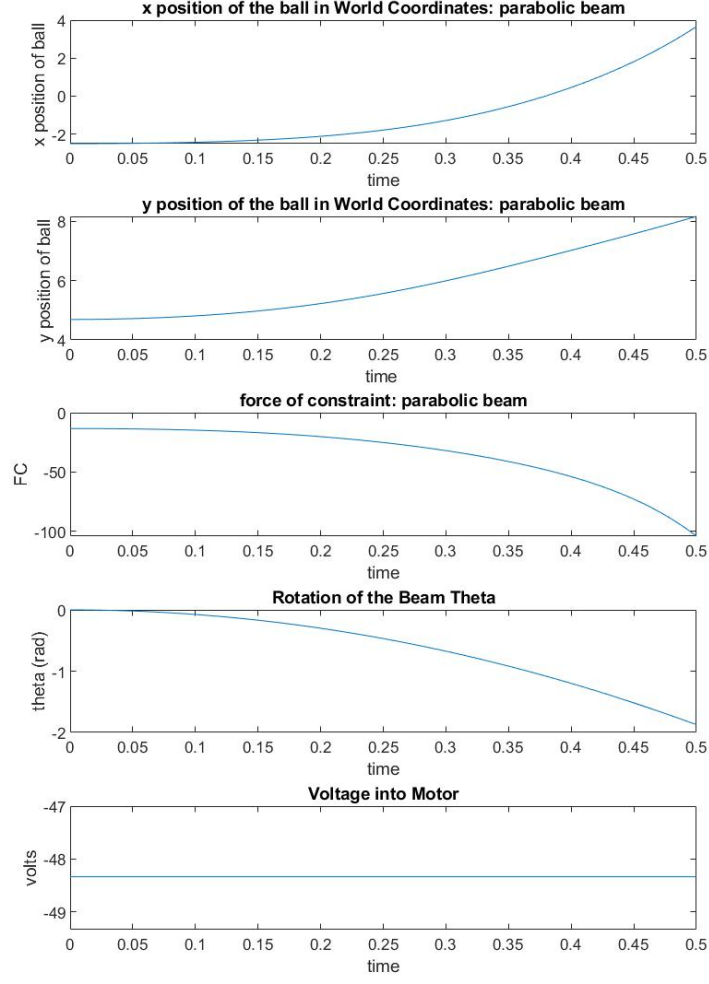 x position of the ball in World Coordinates: parabolic beam
x position of ball
4
2
0
-2
0 0.05 0.1 0.15 0.2 0.25 0.3 0.35 0.4 0.45 0.5
time
y position of the ball in World Coordinates: parabolic beam
y position of ball
8
6
4
0 0.05 0.1 0.15 0.2 0.25 0.3 0.35 0.4 0.45 0.5
time
force of constraint: parabolic beam
FC
0
-50
-100
0 0.05 0.1 0.15 0.2 0.25 0.3 0.35 0.4 0.45 0.5
time
Rotation of the Beam Theta
theta (rad)
0
-1
-2
0 0.05 0.1 0.15 0.2 0.25 0.3 0.35 0.4 0.45 0.5
time
Voltage into Motor
volts
-47
-48
-49
0 0.05 0.1 0.15 0.2 0.25 0.3 0.35 0.4 0.45 0.5
time